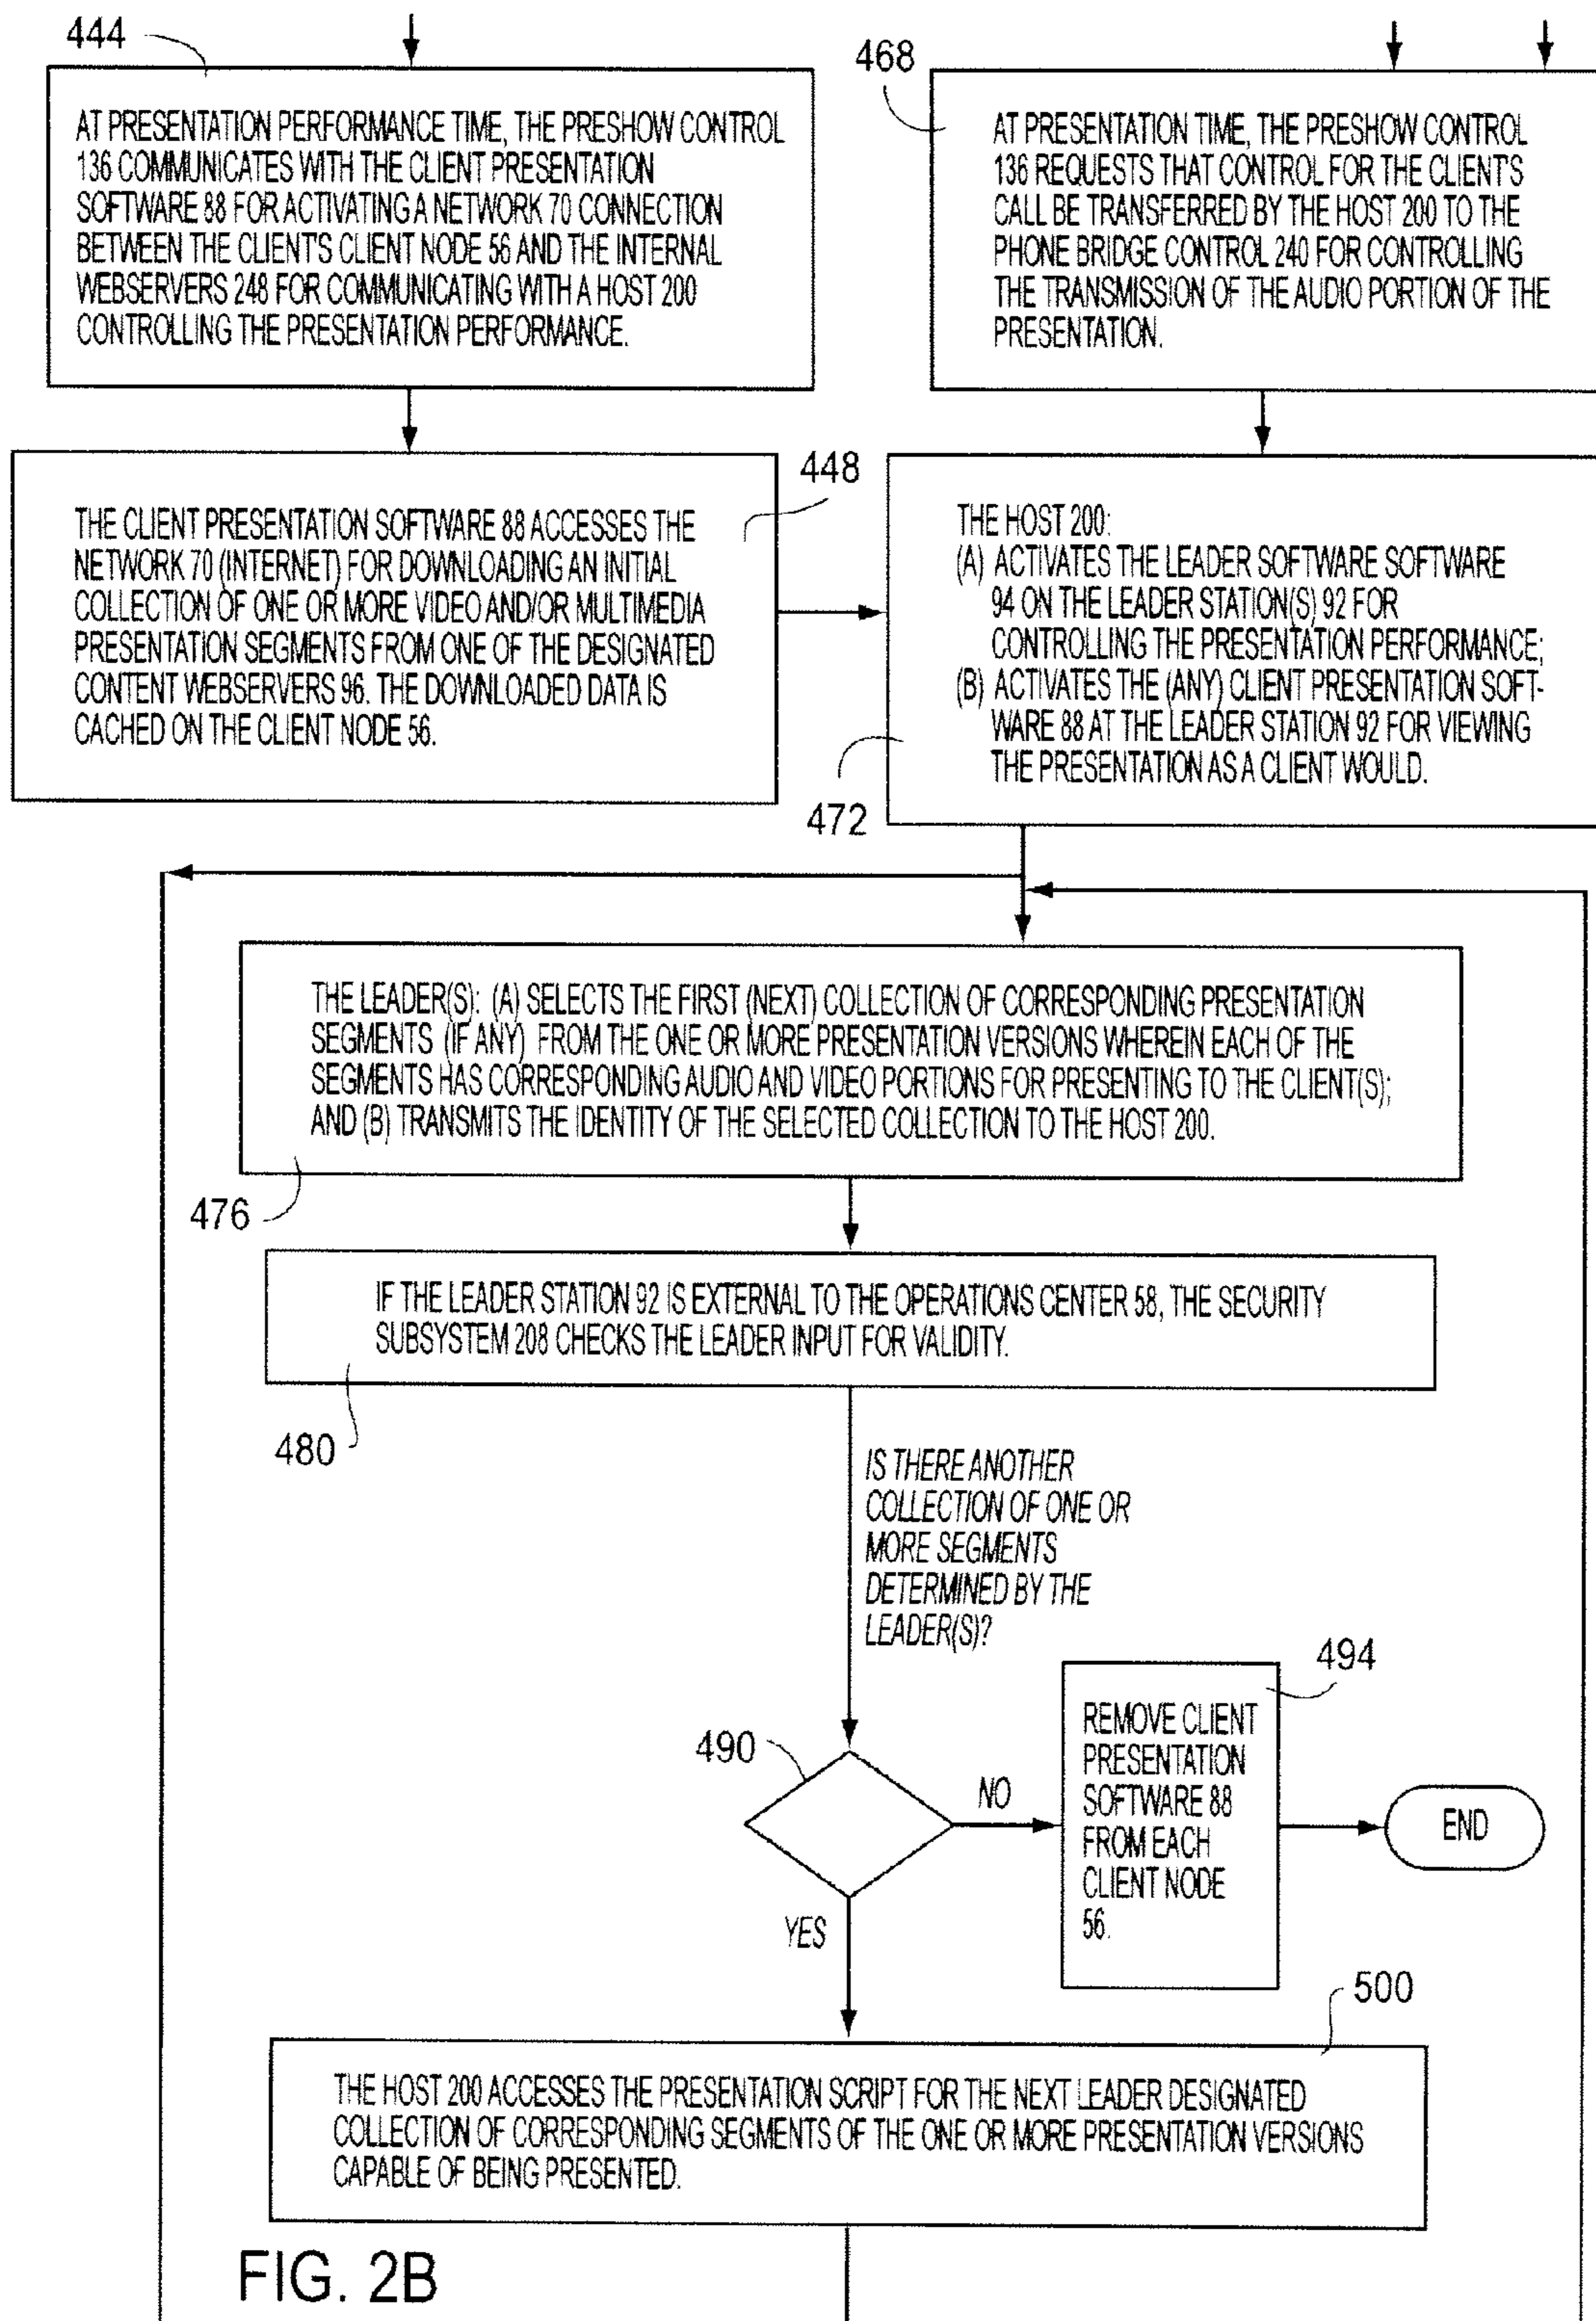 444
AT PRESENTATION PERFORMANCE TIME, THE PRESHOW CONTROL
136 COMMUNICATES WITH THE CLIENT PRESENTATION
SOFTWARE 88 FOR ACTIVATING A NETWORK 70 CONNECTION
BETWEEN THE CLIENT'S CLIENT NODE 56 AND THE INTERNAL
WEBSERVERS 248 FOR COMMUNICATING WITH A HOST 200
CONTROLLING THE PRESENTATION PERFORMANCE.
468
AT PRESENTATION TIME, THE PRESHOW CONTROL
136 REQUESTS THAT CONTROL FOR THE CLIENT'S
CALL BE TRANSFERRED BY THE HOST 200 TO THE
PHONE BRIDGE CONTROL 240 FOR CONTROLLING
THE TRANSMISSION OF THE AUDIO PORTION OF THE
PRESENTATION.
448
THE CLIENT PRESENTATION SOFTWARE 88 ACCESSES THE
NETWORK 70 (INTERNET) FOR DOWNLOADING AN INITIAL
COLLECTION OF ONE OR MORE VIDEO AND/OR MULTIMEDIA
PRESENTATION SEGMENTS FROM ONE OF THE DESIGNATED
CONTENT WEBSERVERS 96. THE DOWNLOADED DATA IS
CACHED ON THE CLIENT NODE 56.
THE HOST 200:
(A) ACTIVATES THE LEADER SOFTWARE SOFTWARE
94 ON THE LEADER STATION(S) 92 FOR
CONTROLLING THE PRESENTATION PERFORMANCE;
(B) ACTIVATES THE (ANY) CLIENT PRESENTATION SOFT-
WARE 88 AT THE LEADER STATION 92 FOR VIEWING
THE PRESENTATION AS A CLIENT WOULD.
472
THE LEADER(S): (A) SELECTS THE FIRST (NEXT) COLLECTION OF CORRESPONDING PRESENTATION
SEGMENTS (IF ANY) FROM THE ONE OR MORE PRESENTATION VERSIONS WHEREIN EACH OF THE
SEGMENTS HAS CORRESPONDING AUDIO AND VIDEO PORTIONS FOR PRESENTING TO THE CLIENT(S);
AND (B) TRANSMITS THE IDENTITY OF THE SELECTED COLLECTION TO THE HOST 200.
476
IF THE LEADER STATION 92 IS EXTERNAL TO THE OPERATIONS CENTER 58, THE SECURITY
SUBSYSTEM 208 CHECKS THE LEADER INPUT FOR VALIDITY.
480
IS THERE ANOTHER
COLLECTION OF ONE OR
MORE SEGMENTS
DETERMINED BY THE
LEADER(S)?
490
NO
YES
494
REMOVE CLIENT
PRESENTATION
SOFTWARE 88
FROM EACH
CLIENT NODE
56.
END
500
THE HOST 200 ACCESSES THE PRESENTATION SCRIPT FOR THE NEXT LEADER DESIGNATED
COLLECTION OF CORRESPONDING SEGMENTS OF THE ONE OR MORE PRESENTATION VERSIONS
CAPABLE OF BEING PRESENTED.
FIG. 2B